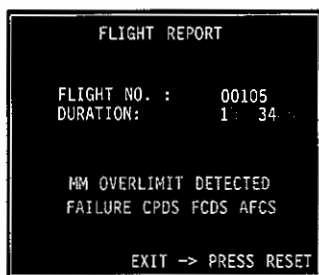 FLIGHT REPORT
FLIGHT NO. : 00105
DURATION: 1 34
MM OVERLIMIT DETECTED
FAILURE CPDS FCDS AFCS
EXIT -> PRESS RESET